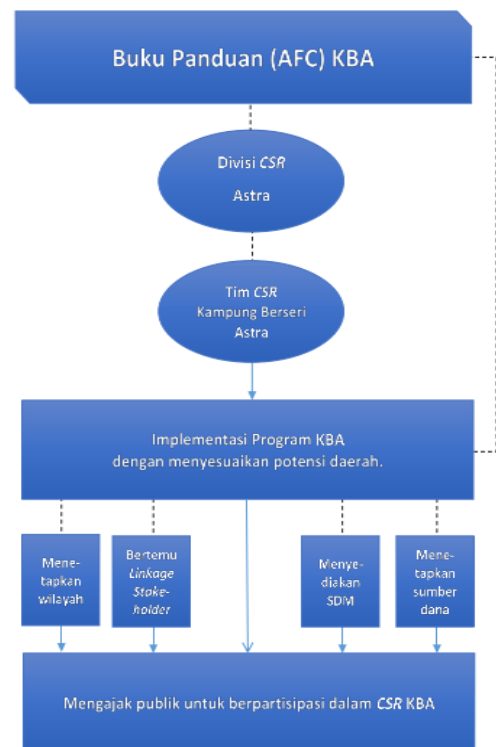 Buku Panduan (AFC) KBA
Divisi CSR
Astra
Tim CSR
Kampung Berseri
Astra
Implementasi Program KBA
dengan menyesuaikan potensi daerah.
Mene-
tapkan
wilayah
Bertemu
Linkage
Stake-
holder
Menye-
diakan
SDM
Mene-
tapkan
sumber
dana
Mengajak publik untuk berpartisipasi dalam CSR KBA